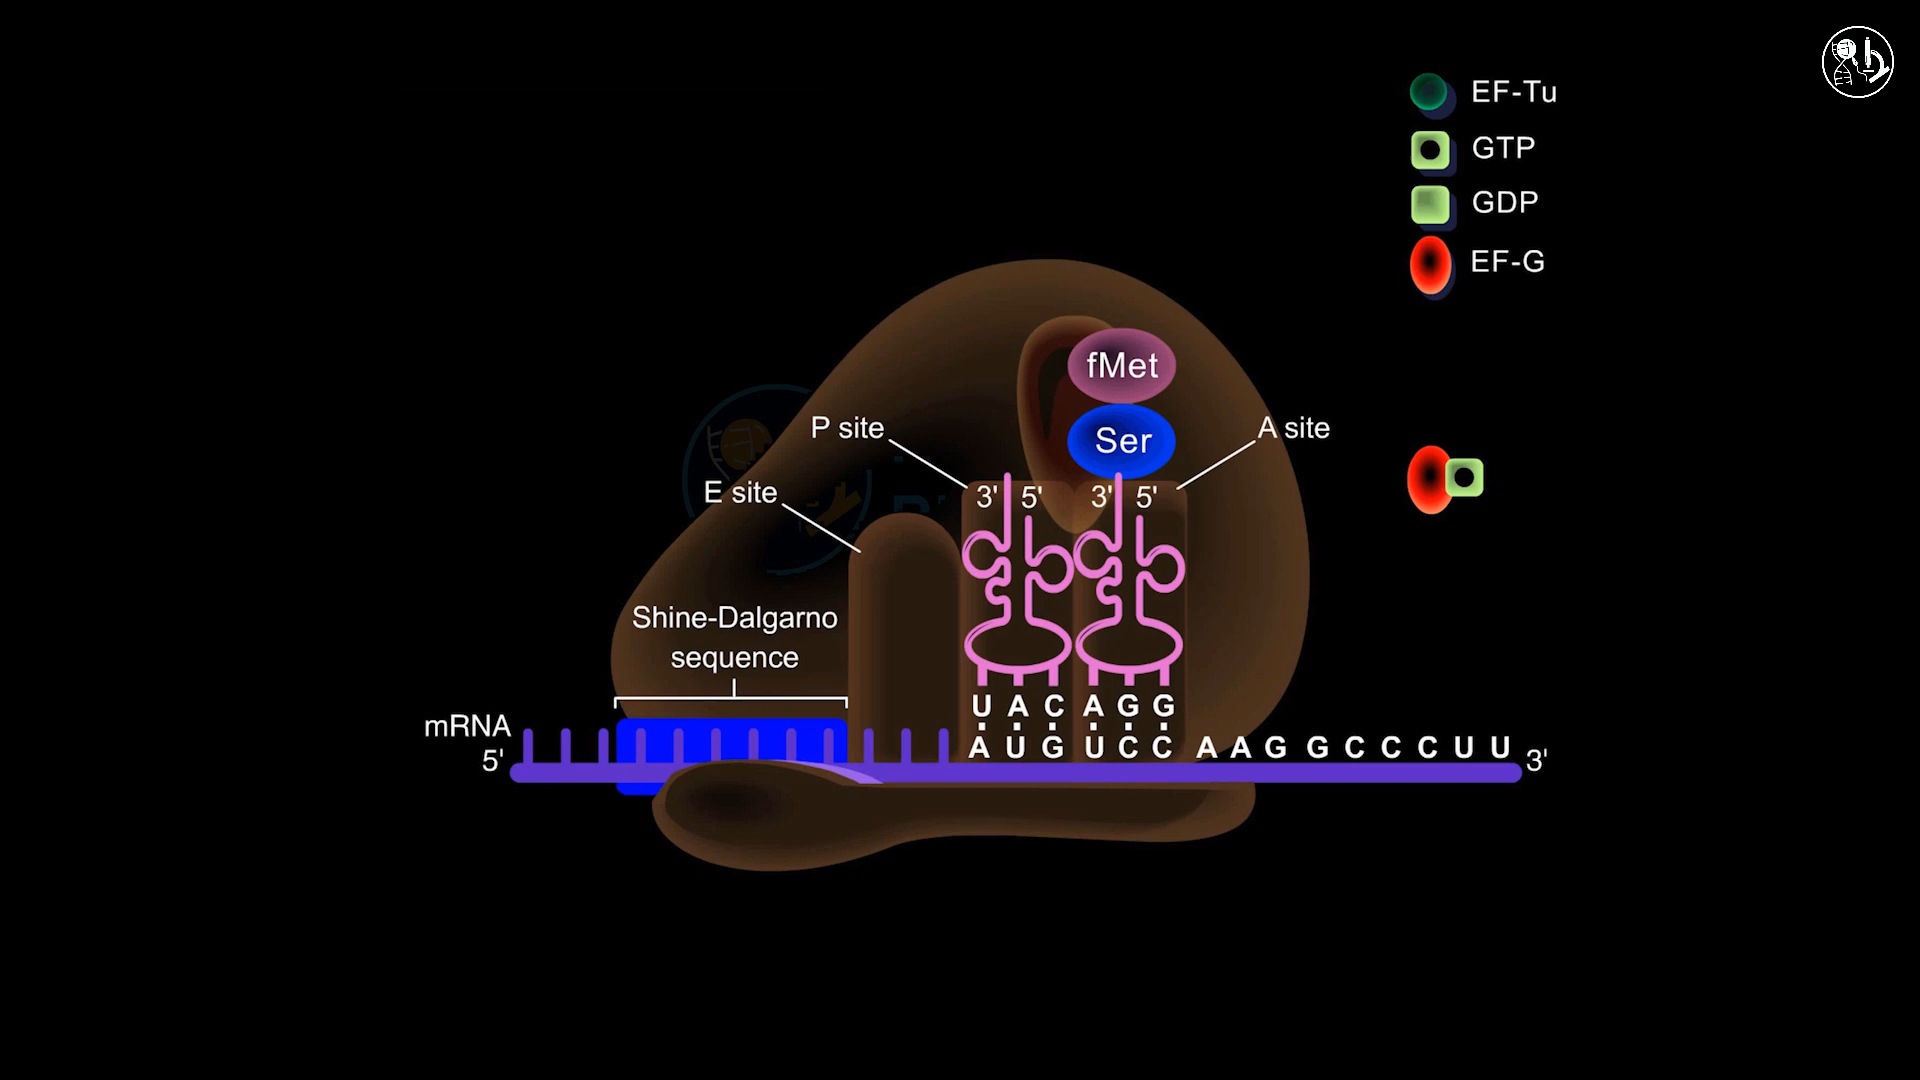 EF-Tu
GTP
GDP
EF-G
fMet
Ser
P site
A site
E site
3' 5' 3' 5'
Shine-Dalgarno
sequence
U A C A G G
mRNA
5'
A U G U C C A A G G C C C U U
3'